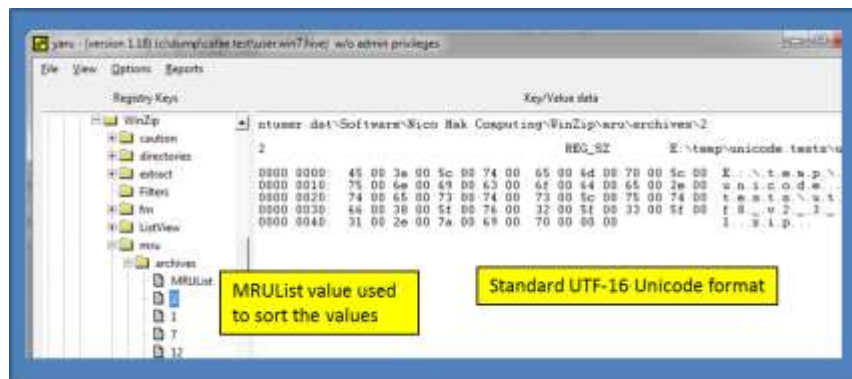 yaru - (version 1.18) (c:\dump\cafae test\user.win7.hive) w/o admin privileges
File View Options Reports
Registry Keys
Key/Value data
WinZip
caution
directories
extract
Filters
fm
ListView
mru
archives
MRUList
2
1
7
12
ntuser.dat\Software\Nico Mak Computing\WinZip\mru\archives\2
2 REG_SZ E:\temp\unicode.tests\u
0000 0000: 45 00 3a 00 5c 00 74 00 65 00 6d 00 70 00 5c 00 E.:.\.t.e.m.p.\.
0000 0010: 75 00 6e 00 69 00 63 00 6f 00 64 00 65 00 2e 00 u.n.i.c.o.d.e...
0000 0020: 74 00 65 00 73 00 74 00 73 00 5c 00 75 00 74 00 t.e.s.t.s.\.u.t.
0000 0030: 66 00 38 00 5f 00 76 00 32 00 5f 00 33 00 5f 00 f.8._.v.2._.3._.
0000 0040: 31 00 2e 00 7a 00 69 00 70 00 00 00 1...z.i.p...
MRUList value used
to sort the values
Standard UTF-16 Unicode format